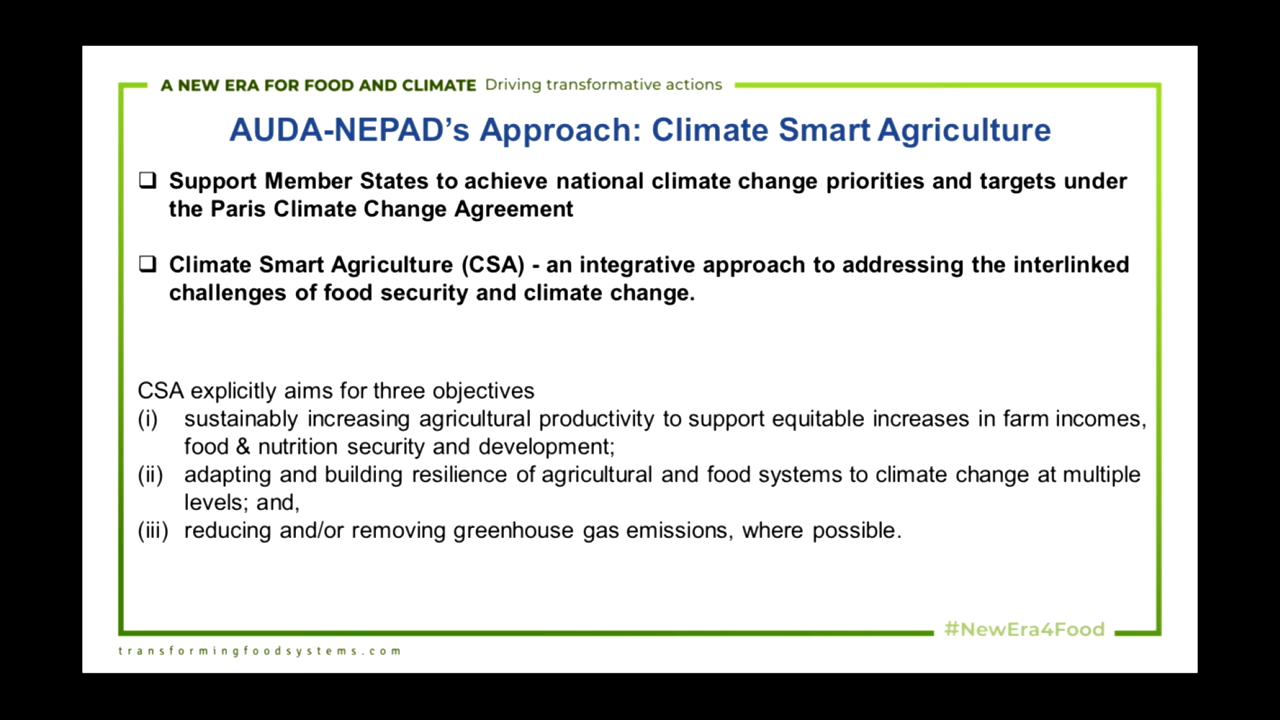 A NEW ERA FOR FOOD AND CLIMATE Driving transformative actions
AUDA-NEPAD’s Approach: Climate Smart Agriculture
❑ Support Member States to achieve national climate change priorities and targets under
the Paris Climate Change Agreement
❑ Climate Smart Agriculture (CSA) - an integrative approach to addressing the interlinked
challenges of food security and climate change.
CSA explicitly aims for three objectives
(i) sustainably increasing agricultural productivity to support equitable increases in farm incomes,
food & nutrition security and development;
(ii) adapting and building resilience of agricultural and food systems to climate change at multiple
levels; and,
(iii) reducing and/or removing greenhouse gas emissions, where possible.
#NewEra4Food
transformingfoodsystems.com